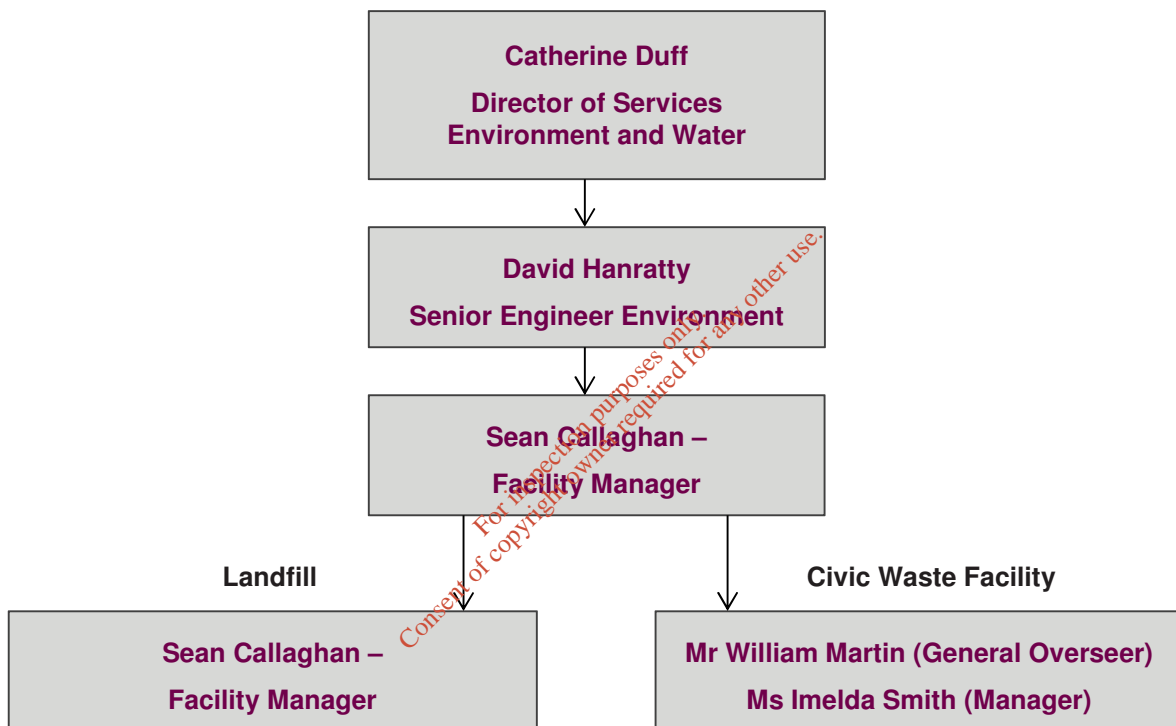 Catherine Duff
Director of Services
Environment and Water
David Hanratty
Senior Engineer Environment
Sean Callaghan –
Facility Manager
Landfill
Civic Waste Facility
Sean Callaghan –
Facility Manager
Mr William Martin (General Overseer)
Ms Imelda Smith (Manager)
For inspection purposes only.
Consent of copyright owner required for any other use.